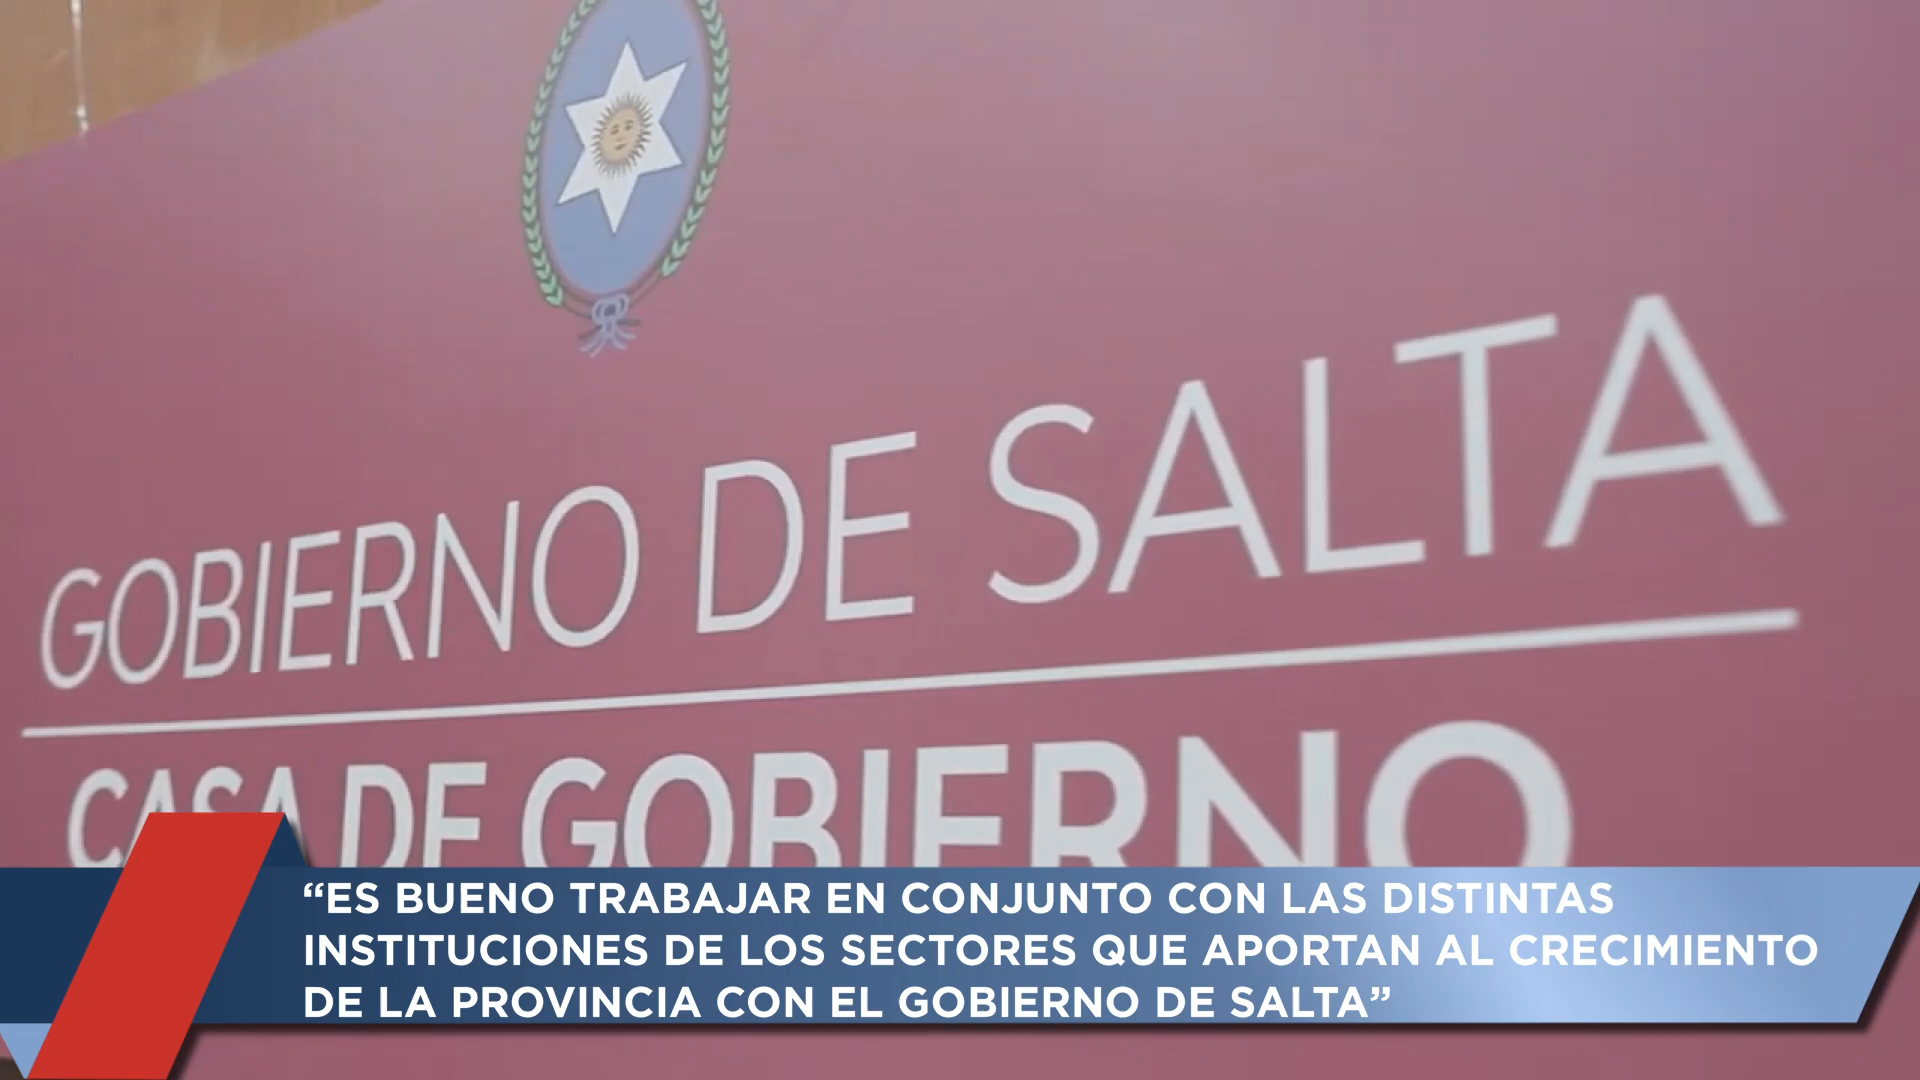 GOBIERNO DE SALTA
CASA DE GOBIERNO
“ES BUENO TRABAJAR EN CONJUNTO CON LAS DISTINTAS
INSTITUCIONES DE LOS SECTORES QUE APORTAN AL CRECIMIENTO
DE LA PROVINCIA CON EL GOBIERNO DE SALTA”